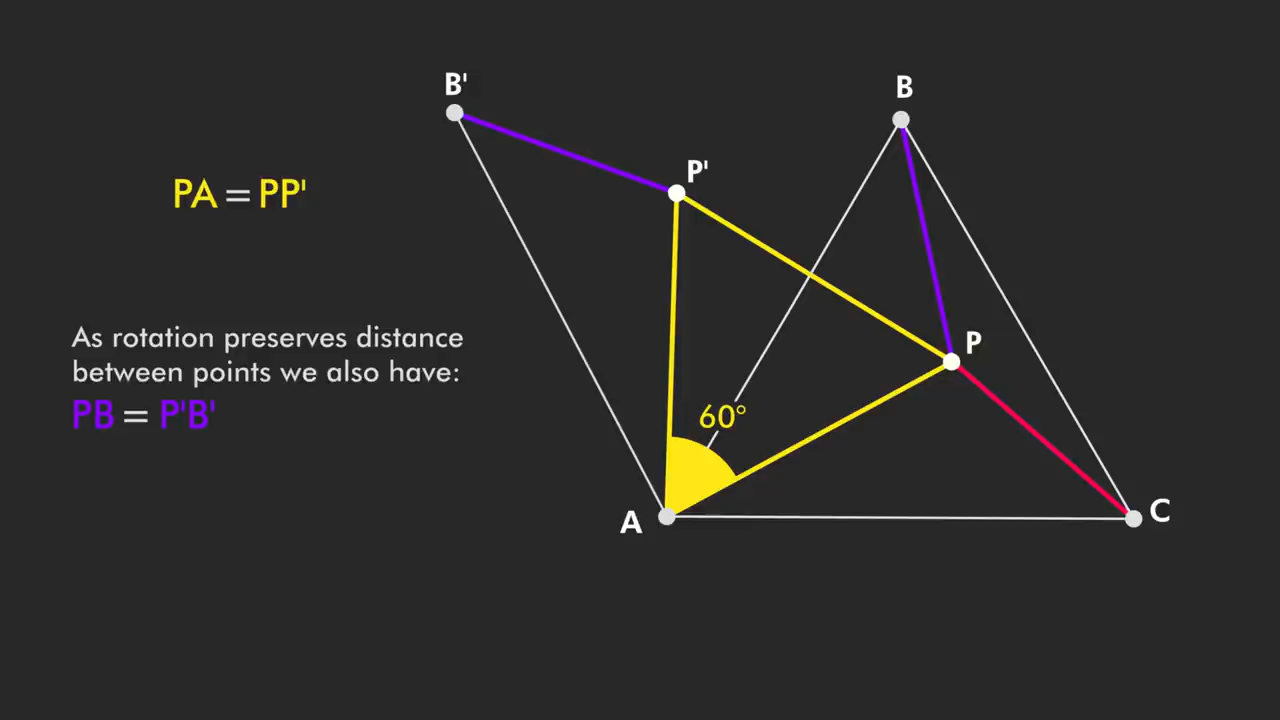 B'
B
P'
PA = PP'
P
As rotation preserves distance
between points we also have:
PB = P'B'
60°
A
C